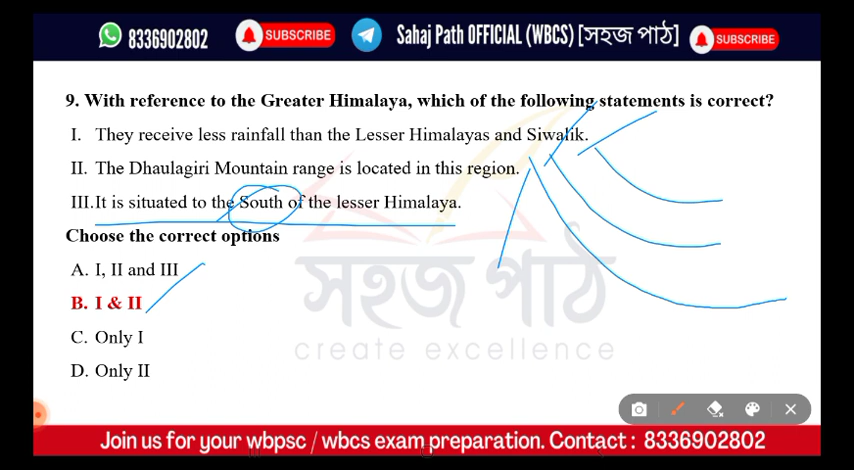 8336902802 SUBSCRIBE Sahaj Path OFFICIAL (WBCS) [সহজ পাঠ] SUBSCRIBE
9. With reference to the Greater Himalaya, which of the following statements is correct?
I. They receive less rainfall than the Lesser Himalayas and Siwalik.
II. The Dhaulagiri Mountain range is located in this region.
III.It is situated to the South of the lesser Himalaya.
Choose the correct options
A. I, II and III
B. I & II
C. Only I
D. Only II
সহজ পাঠ
create excellence
Join us for your wbpsc / wbcs exam preparation. Contact : 8336902802